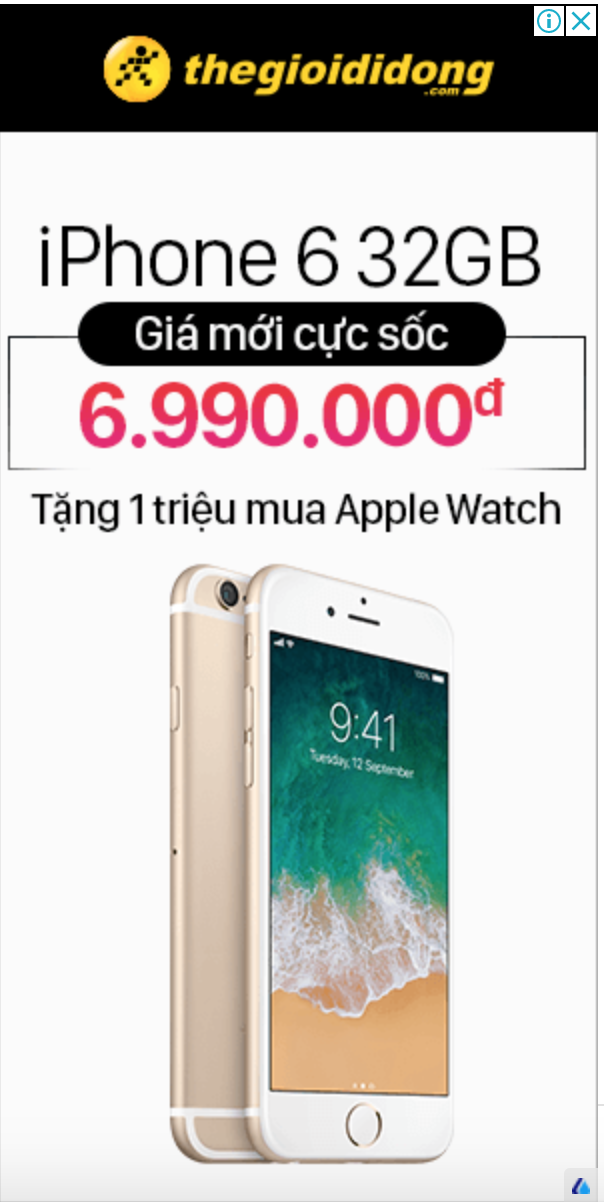 thegioididong
.com
iPhone 6 32GB
Giá mới cực sốc
6.990.000đ
Tặng 1 triệu mua Apple Watch
100%
9:41
Tuesday, 12 September